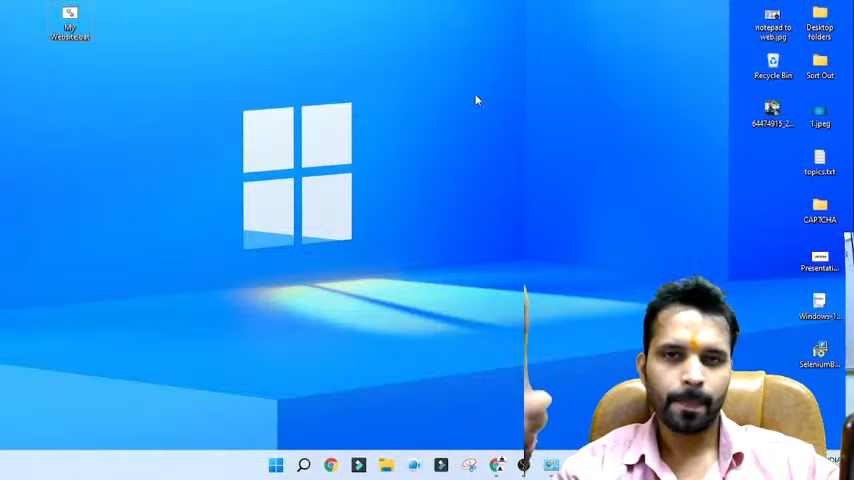 My
Website.bat
notepad to
web.jpg
Desktop
folders
Recycle Bin
Sort Out
64474915_2...
1.jpeg
topics.txt
CAPTCHA
Presentati...
Windows-1...
SeleniumB...